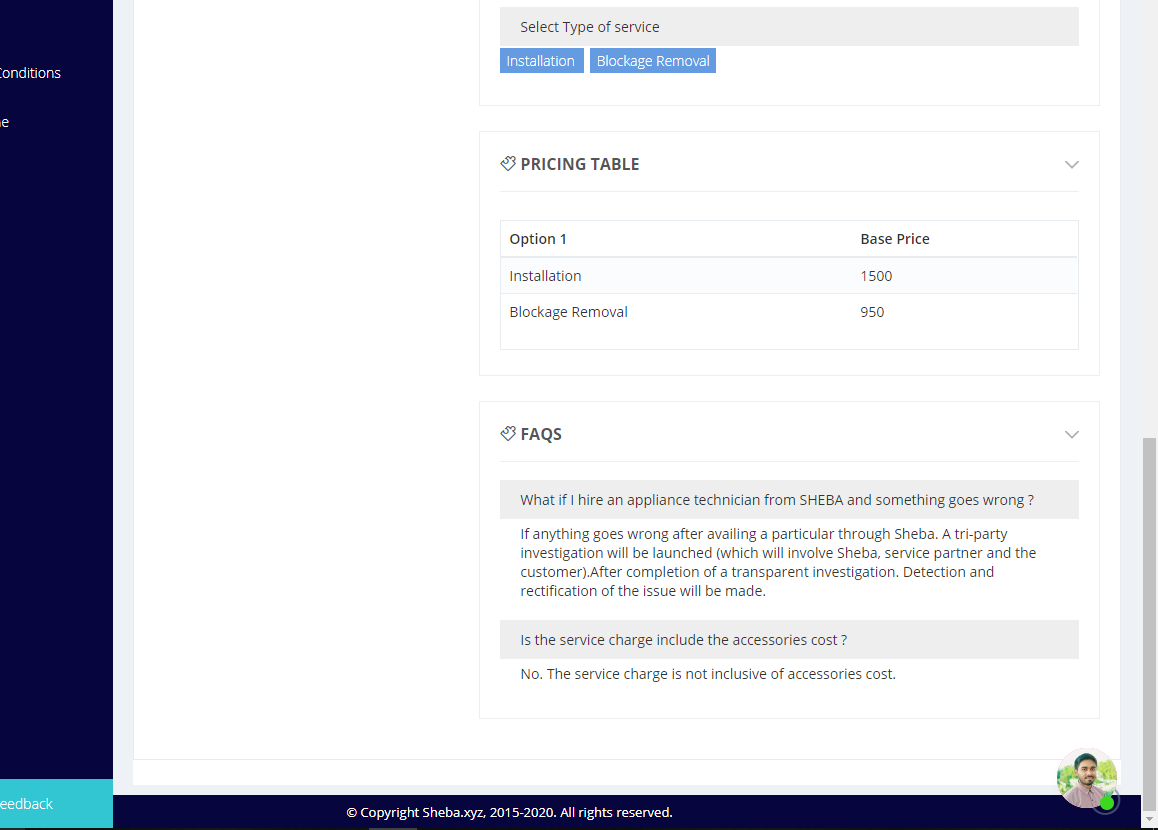 Select Type of service
Installation Blockage Removal
Conditions
PRICING TABLE
Option 1 Base Price
Installation 1500
Blockage Removal 950
FAQS
What if I hire an appliance technician from SHEBA and something goes wrong ?
If anything goes wrong after availing a particular through Sheba. A tri-party
investigation will be launched (which will involve Sheba, service partner and the
customer).After completion of a transparent investigation. Detection and
rectification of the issue will be made.
Is the service charge include the accessories cost ?
No. The service charge is not inclusive of accessories cost.
eedback
© Copyright Sheba.xyz, 2015-2020. All rights reserved.